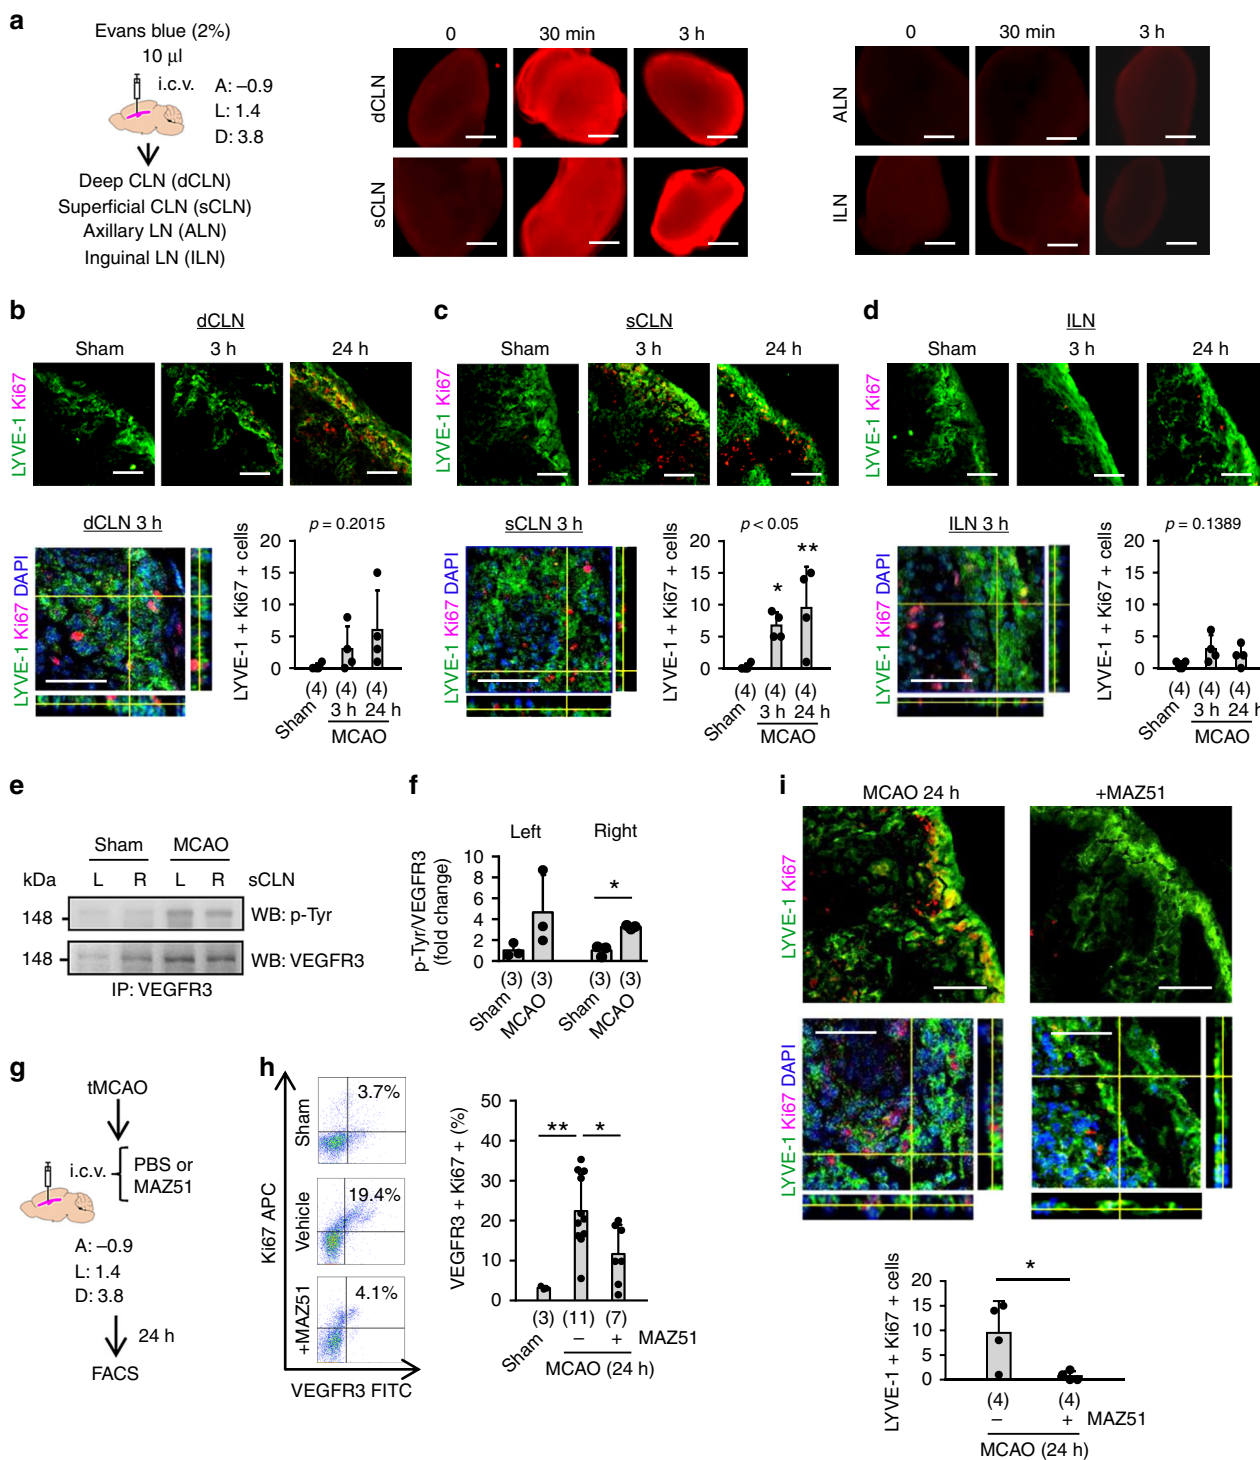 a
Evans blue (2%)
10 µl
i.c.v.
A: –0.9
L: 1.4
D: 3.8
Deep CLN (dCLN)
Superficial CLN (sCLN)
Axillary LN (ALN)
Inguinal LN (ILN)
0 30 min 3 h
dCLN
sCLN
0 30 min 3 h
ALN
ILN
b
dCLN
Sham 3 h 24 h
LYVE-1 Ki67
dCLN 3 h
LYVE-1 Ki67 DAPI
p = 0.2015
LYVE-1 + Ki67 + cells
20
15
10
5
0
(4) (4) (4)
Sham 3 h 24 h
MCAO
c
sCLN
Sham 3 h 24 h
LYVE-1 Ki67
sCLN 3 h
LYVE-1 Ki67 DAPI
p < 0.05
LYVE-1 + Ki67 + cells
20
15
10
5
0
* **
(4) (4) (4)
Sham 3 h 24 h
MCAO
d
ILN
Sham 3 h 24 h
LYVE-1 Ki67
ILN 3 h
LYVE-1 Ki67 DAPI
p = 0.1389
LYVE-1 + Ki67 + cells
20
15
10
5
0
(4) (4) (4)
Sham 3 h 24 h
MCAO
e
Sham MCAO
kDa L R L R sCLN
148 WB: p-Tyr
148 WB: VEGFR3
IP: VEGFR3
f
Left Right
p-Tyr/VEGFR3
(fold change)
10
8
6
4
2
0
*
(3) (3) (3) (3)
Sham MCAO Sham MCAO
g
tMCAO
i.c.v.
PBS or
MAZ51
A: –0.9
L: 1.4
D: 3.8
24 h
FACS
h
Ki67 APC
Sham
3.7%
Vehicle
19.4%
+MAZ51
4.1%
VEGFR3 FITC
VEGFR3 + Ki67 + (%)
50
40
30
20
10
0
** *
(3) (11) (7)
Sham – + MAZ51
MCAO (24 h)
i
MCAO 24 h +MAZ51
LYVE-1 Ki67
LYVE-1 Ki67 DAPI
LYVE-1 + Ki67 + cells
20
15
10
5
0
*
(4) (4)
– + MAZ51
MCAO (24 h)